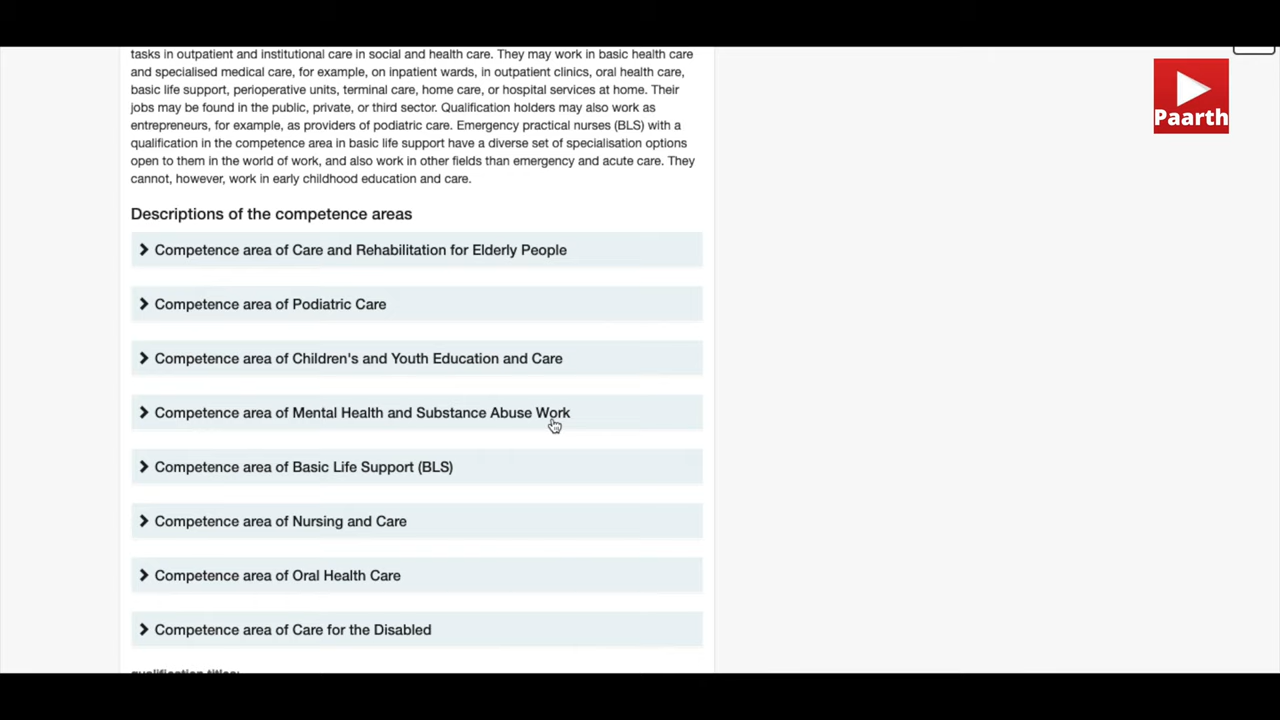 tasks in outpatient and institutional care in social and health care. They may work in basic health care
and specialised medical care, for example, on inpatient wards, in outpatient clinics, oral health care,
basic life support, perioperative units, terminal care, home care, or hospital services at home. Their
jobs may be found in the public, private, or third sector. Qualification holders may also work as
entrepreneurs, for example, as providers of podiatric care. Emergency practical nurses (BLS) with a
qualification in the competence area in basic life support have a diverse set of specialisation options
open to them in the world of work, and also work in other fields than emergency and acute care. They
cannot, however, work in early childhood education and care.
Paarth
Descriptions of the competence areas
Competence area of Care and Rehabilitation for Elderly People
Competence area of Podiatric Care
Competence area of Children's and Youth Education and Care
Competence area of Mental Health and Substance Abuse Work
Competence area of Basic Life Support (BLS)
Competence area of Nursing and Care
Competence area of Oral Health Care
Competence area of Care for the Disabled
qualification titles: